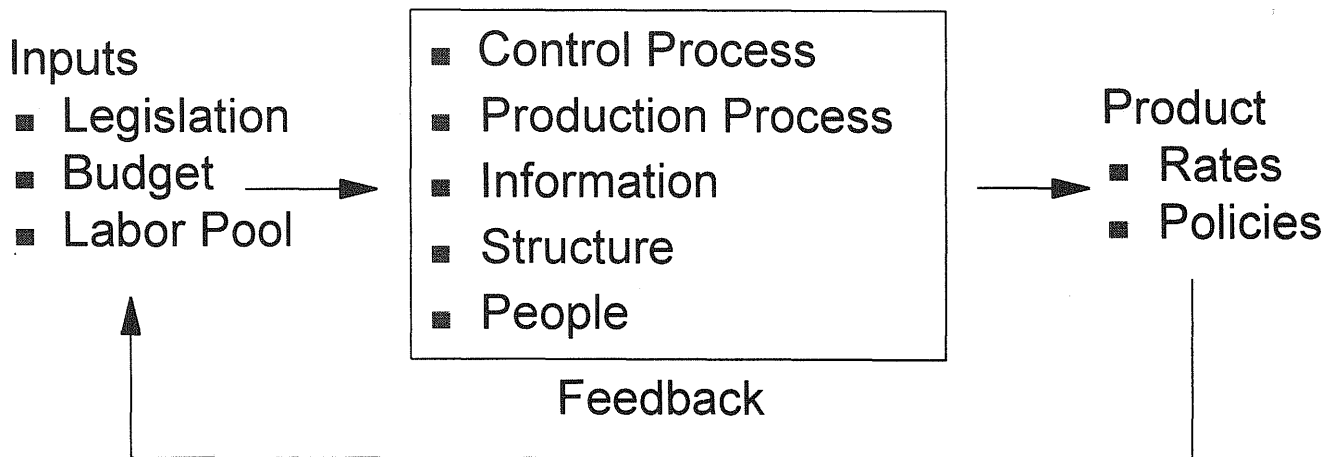 Inputs
▪ Legislation
▪ Budget
▪ Labor Pool
▪ Control Process
▪ Production Process
▪ Information
▪ Structure
▪ People
Product
▪ Rates
▪ Policies
Feedback